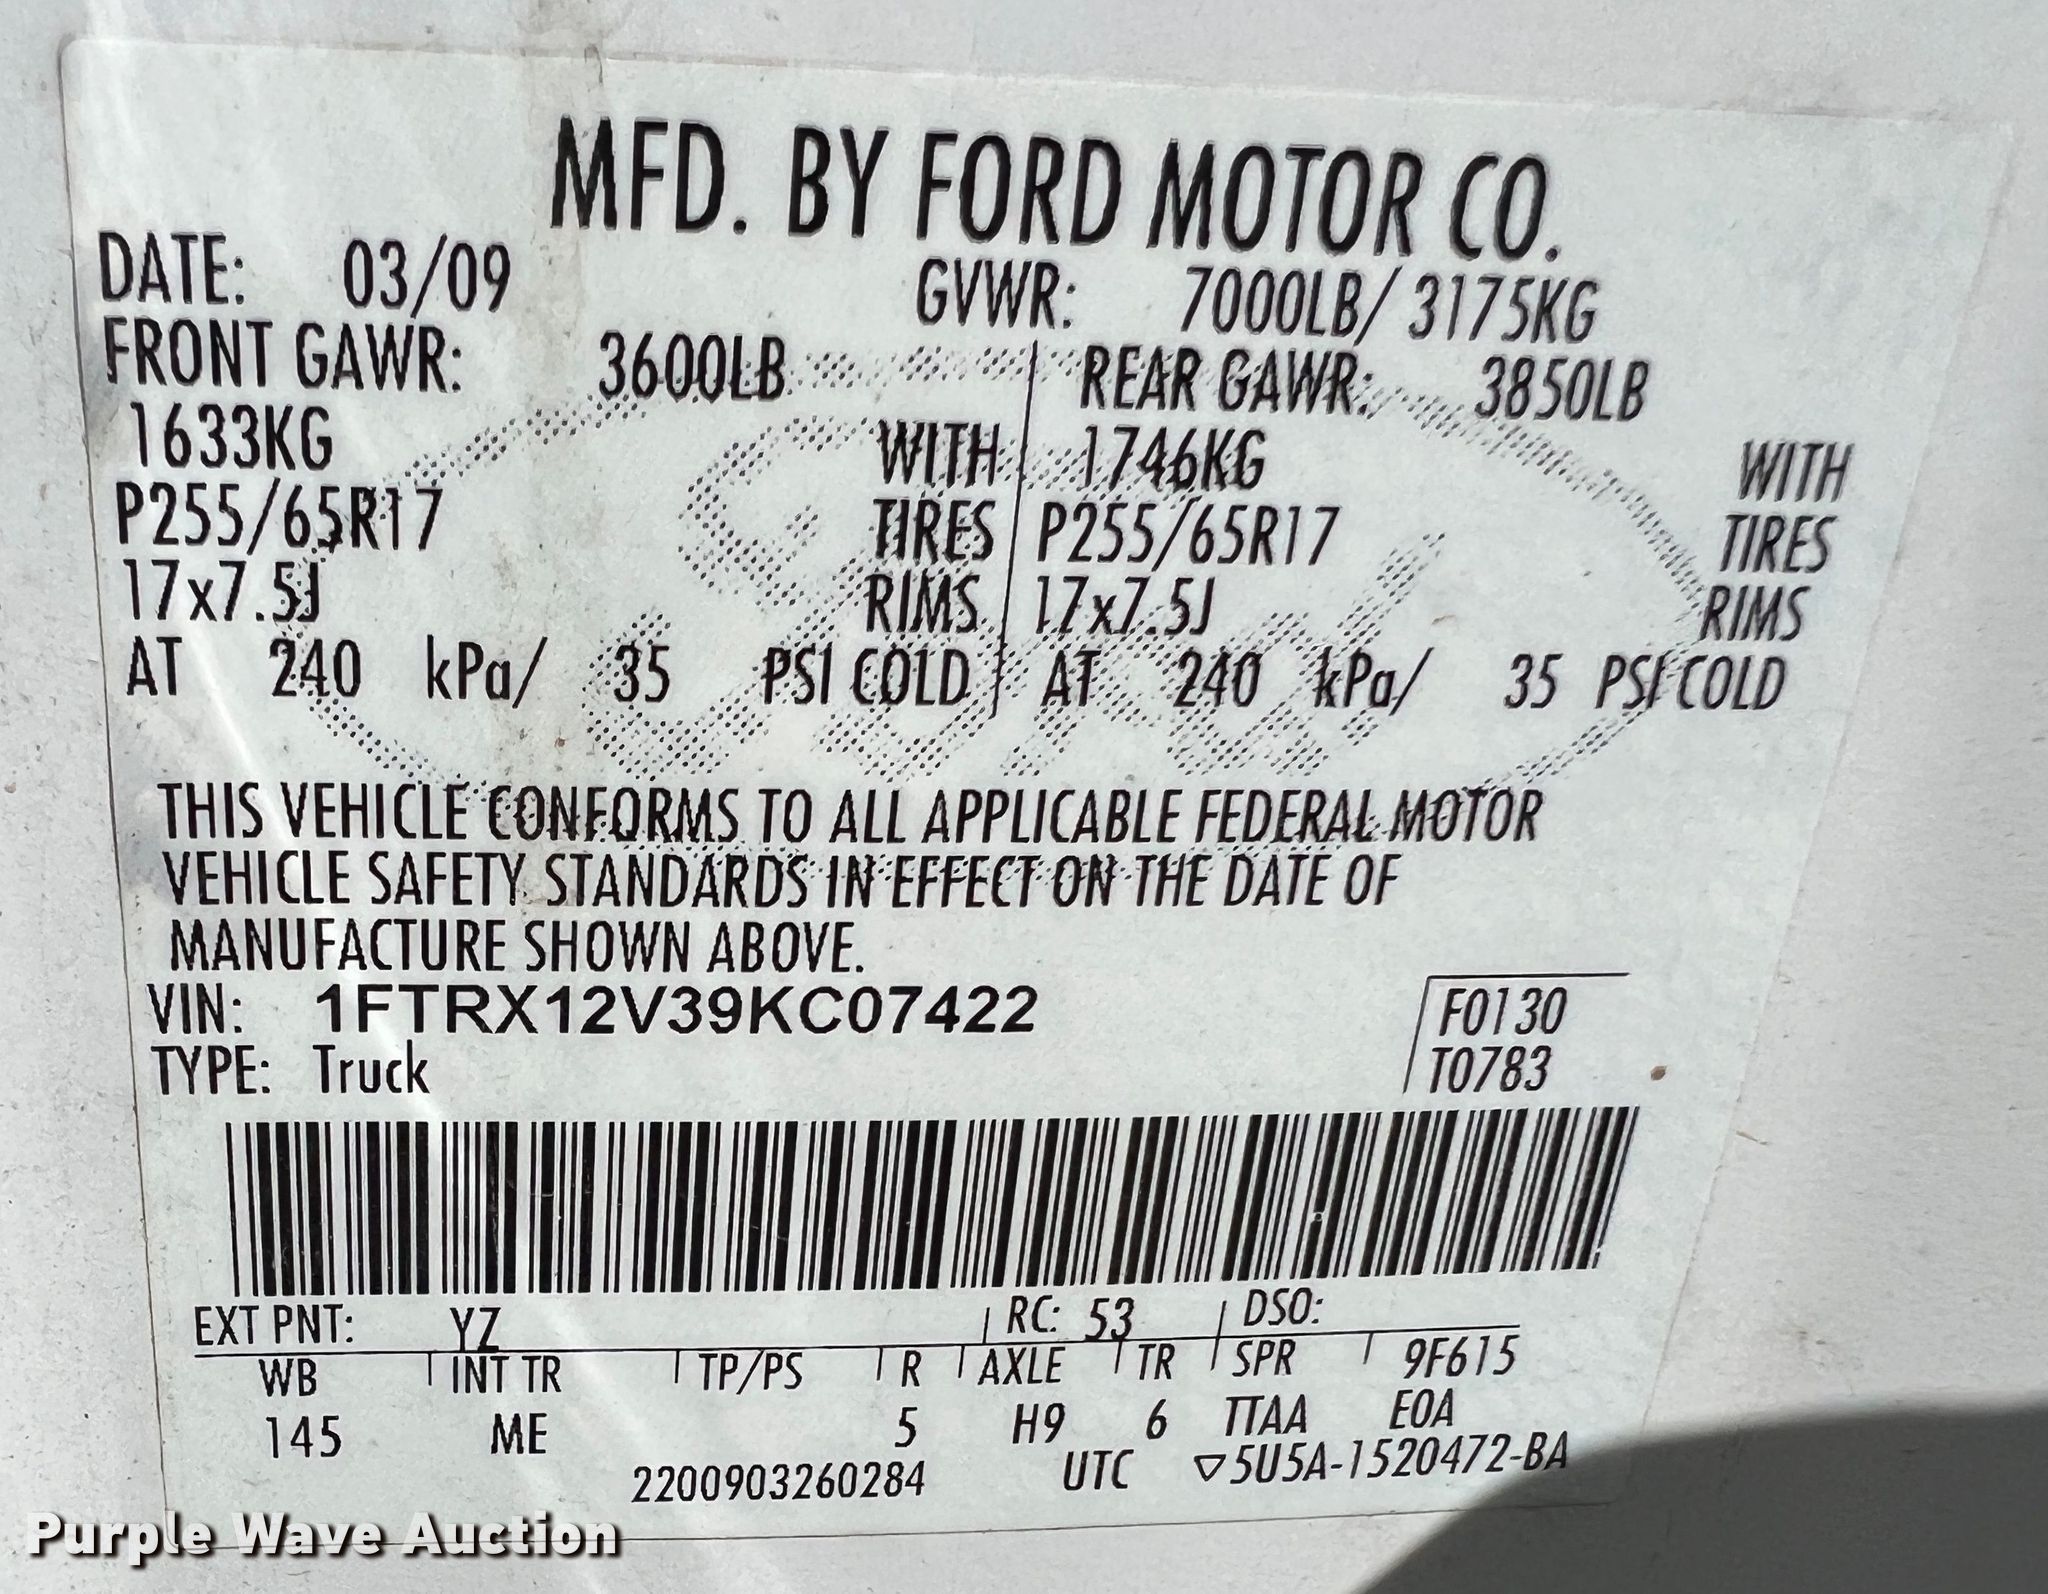 MFD. BY FORD MOTOR CO.
DATE: 03/09 GVWR: 7000LB/ 3175KG
FRONT GAWR: 3600LB REAR GAWR: 3850LB
1633KG WITH 1746KG WITH
P255/65R17 TIRES P255/65R17 TIRES
17x7.5J RIMS 17x7.5J RIMS
AT 240 kPa/ 35 PSI COLD AT 240 kPa/ 35 PSI COLD
THIS VEHICLE CONFORMS TO ALL APPLICABLE FEDERAL MOTOR
VEHICLE SAFETY STANDARDS IN EFFECT ON THE DATE OF
MANUFACTURE SHOWN ABOVE.
VIN: 1FTRX12V39KC07422 F0130
TYPE: Truck T0783
EXT PNT: YZ RC: 53 DSO:
WB INT TR TP/PS R AXLE TR SPR 9F615
145 ME 5 H9 6 TTAA E0A
2200903260284 UTC ▽5U5A-1520472-BA
Purple Wave Auction